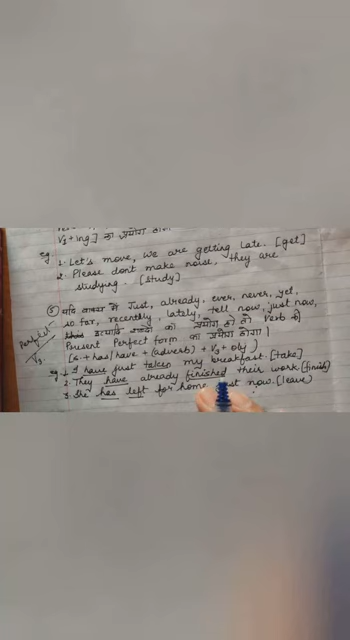 V₁+ing] का प्रयोग होगा
eg. 1. Let's move, we are getting late. [get]
2. Please dont make noise, they are
studying. [study]
Perfect:-
V₃.
⑤ यदि वाक्य में Just, already, ever, never, yet,
so far, recently, lately, tell now, just now,
इत्यादि शब्दों का प्रयोग हो तो Verb की
Present Perfect form का प्रयोग होगा।
(S.+has/have + (adverb) + V₃ + obj)
eg. 1. I have just taken my breakfast. [take]
2. They have already finished their work. [finish]
3. She has left for home just now. [leave]